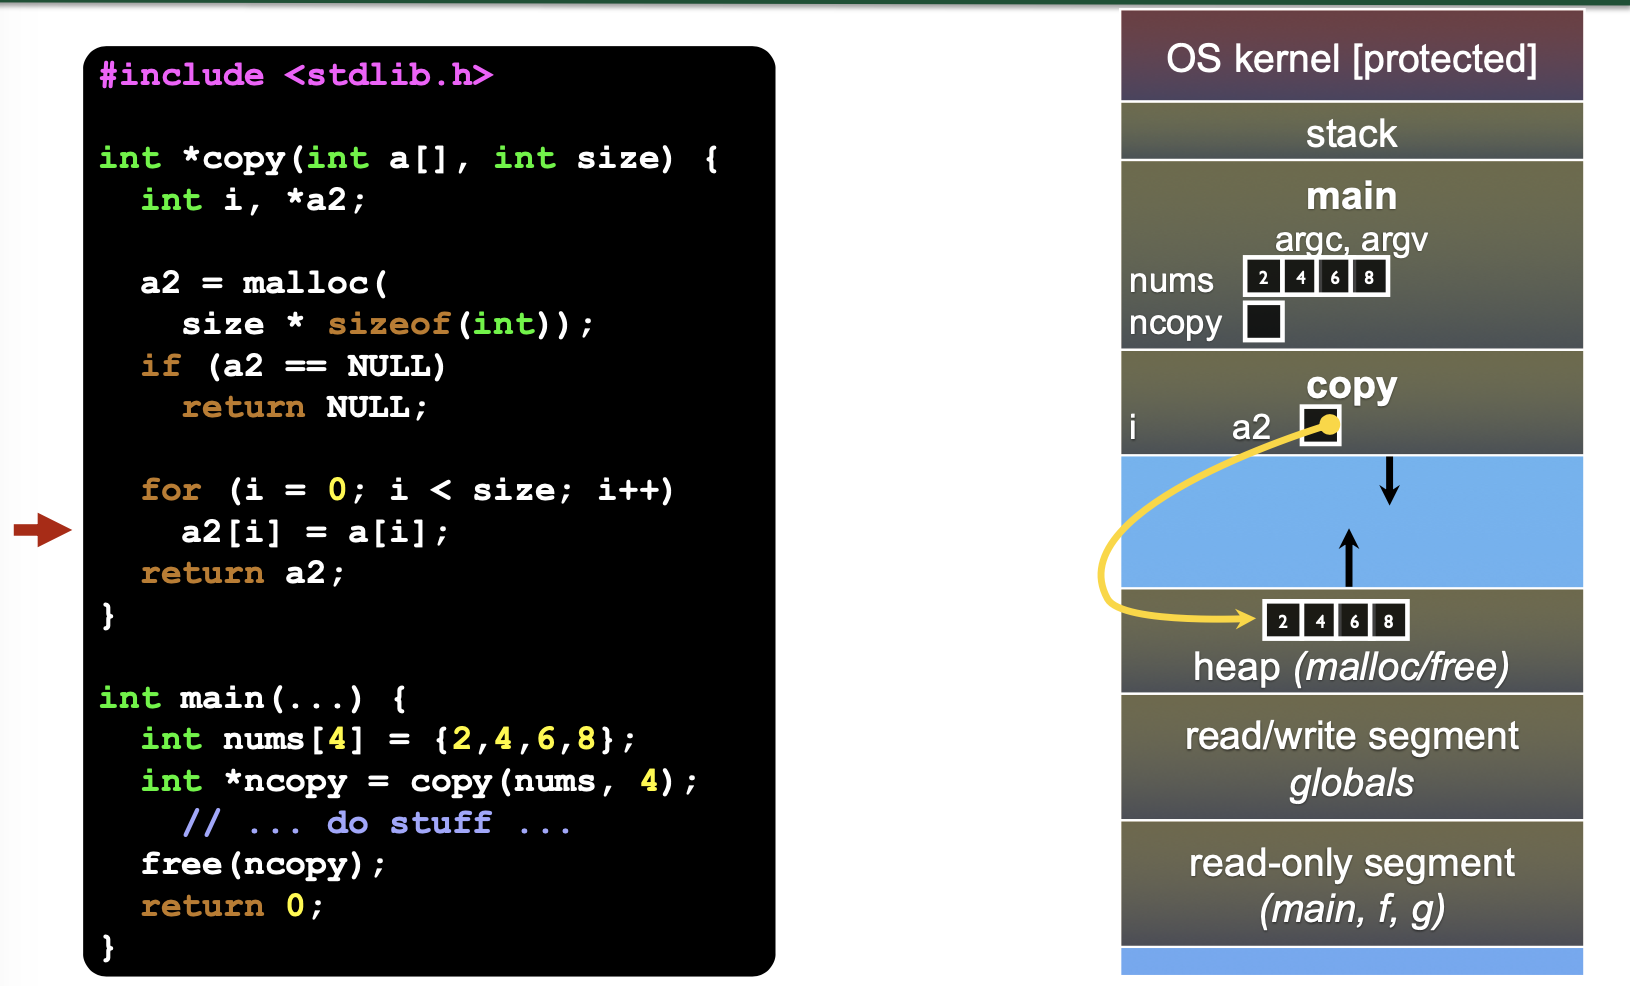 #include <stdlib.h>
int *copy(int a[], int size) {
  int i, *a2;
  a2 = malloc(
    size * sizeof(int));
  if (a2 == NULL)
    return NULL;
  for (i = 0; i < size; i++)
    a2[i] = a[i];
  return a2;
}
int main(...) {
  int nums[4] = {2,4,6,8};
  int *ncopy = copy(nums, 4);
    // ... do stuff ...
  free(ncopy);
  return 0;
}
OS kernel [protected]
stack
main
argc, argv
nums 2 4 6 8
ncopy
copy
i a2
2 4 6 8
heap (malloc/free)
read/write segment
globals
read-only segment
(main, f, g)